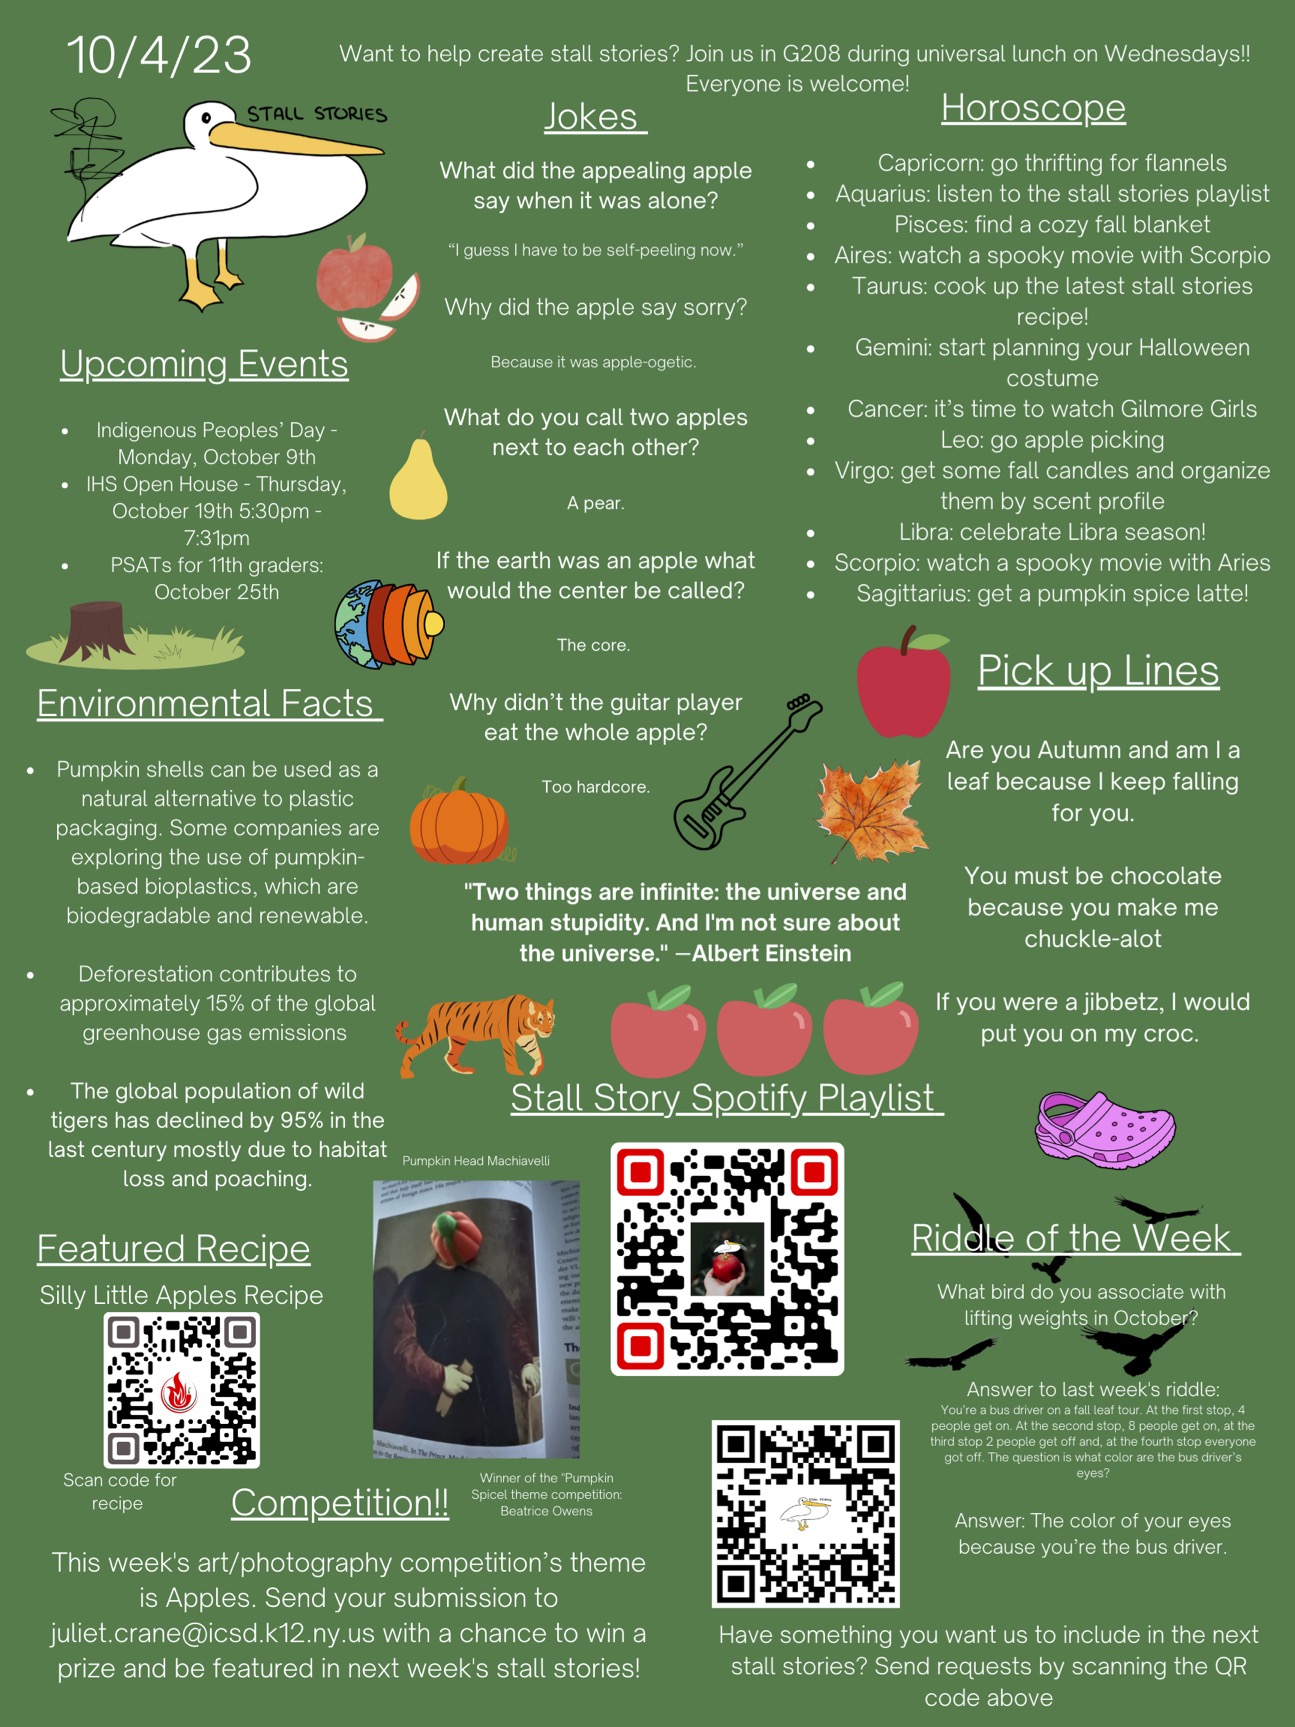 10/4/23
Want to help create stall stories? Join us in G208 during universal lunch on Wednesdays!!
Everyone is welcome!
STALL STORIES
Upcoming Events
Indigenous Peoples’ Day -
Monday, October 9th
IHS Open House - Thursday,
October 19th 5:30pm -
7:31pm
PSATs for 11th graders:
October 25th
Environmental Facts
Pumpkin shells can be used as a
natural alternative to plastic
packaging. Some companies are
exploring the use of pumpkin-
based bioplastics, which are
biodegradable and renewable.
Deforestation contributes to
approximately 15% of the global
greenhouse gas emissions
The global population of wild
tigers has declined by 95% in the
last century mostly due to habitat
loss and poaching.
Featured Recipe
Silly Little Apples Recipe
Scan code for
recipe
Jokes
What did the appealing apple
say when it was alone?
“I guess I have to be self-peeling now.”
Why did the apple say sorry?
Because it was apple-ogetic.
What do you call two apples
next to each other?
A pear.
If the earth was an apple what
would the center be called?
The core.
Why didn’t the guitar player
eat the whole apple?
Too hardcore.
"Two things are infinite: the universe and
human stupidity. And I'm not sure about
the universe." —Albert Einstein
Stall Story Spotify Playlist
Pumpkin Head Machiavelli
Winner of the "Pumpkin
Spicel theme competition:
Beatrice Owens
Competition!!
This week's art/photography competition’s theme
is Apples. Send your submission to
juliet.crane@icsd.k12.ny.us with a chance to win a
prize and be featured in next week's stall stories!
Horoscope
Capricorn: go thrifting for flannels
Aquarius: listen to the stall stories playlist
Pisces: find a cozy fall blanket
Aires: watch a spooky movie with Scorpio
Taurus: cook up the latest stall stories
recipe!
Gemini: start planning your Halloween
costume
Cancer: it’s time to watch Gilmore Girls
Leo: go apple picking
Virgo: get some fall candles and organize
them by scent profile
Libra: celebrate Libra season!
Scorpio: watch a spooky movie with Aries
Sagittarius: get a pumpkin spice latte!
Pick up Lines
Are you Autumn and am I a
leaf because I keep falling
for you.
You must be chocolate
because you make me
chuckle-alot
If you were a jibbetz, I would
put you on my croc.
Riddle of the Week
What bird do you associate with
lifting weights in October?
Answer to last week's riddle:
You're a bus driver on a fall leaf tour. At the first stop, 4
people get on. At the second stop, 8 people get on, at the
third stop 2 people get off and, at the fourth stop everyone
got off. The question is what color are the bus driver's
eyes?
Answer: The color of your eyes
because you’re the bus driver.
Have something you want us to include in the next
stall stories? Send requests by scanning the QR
code above